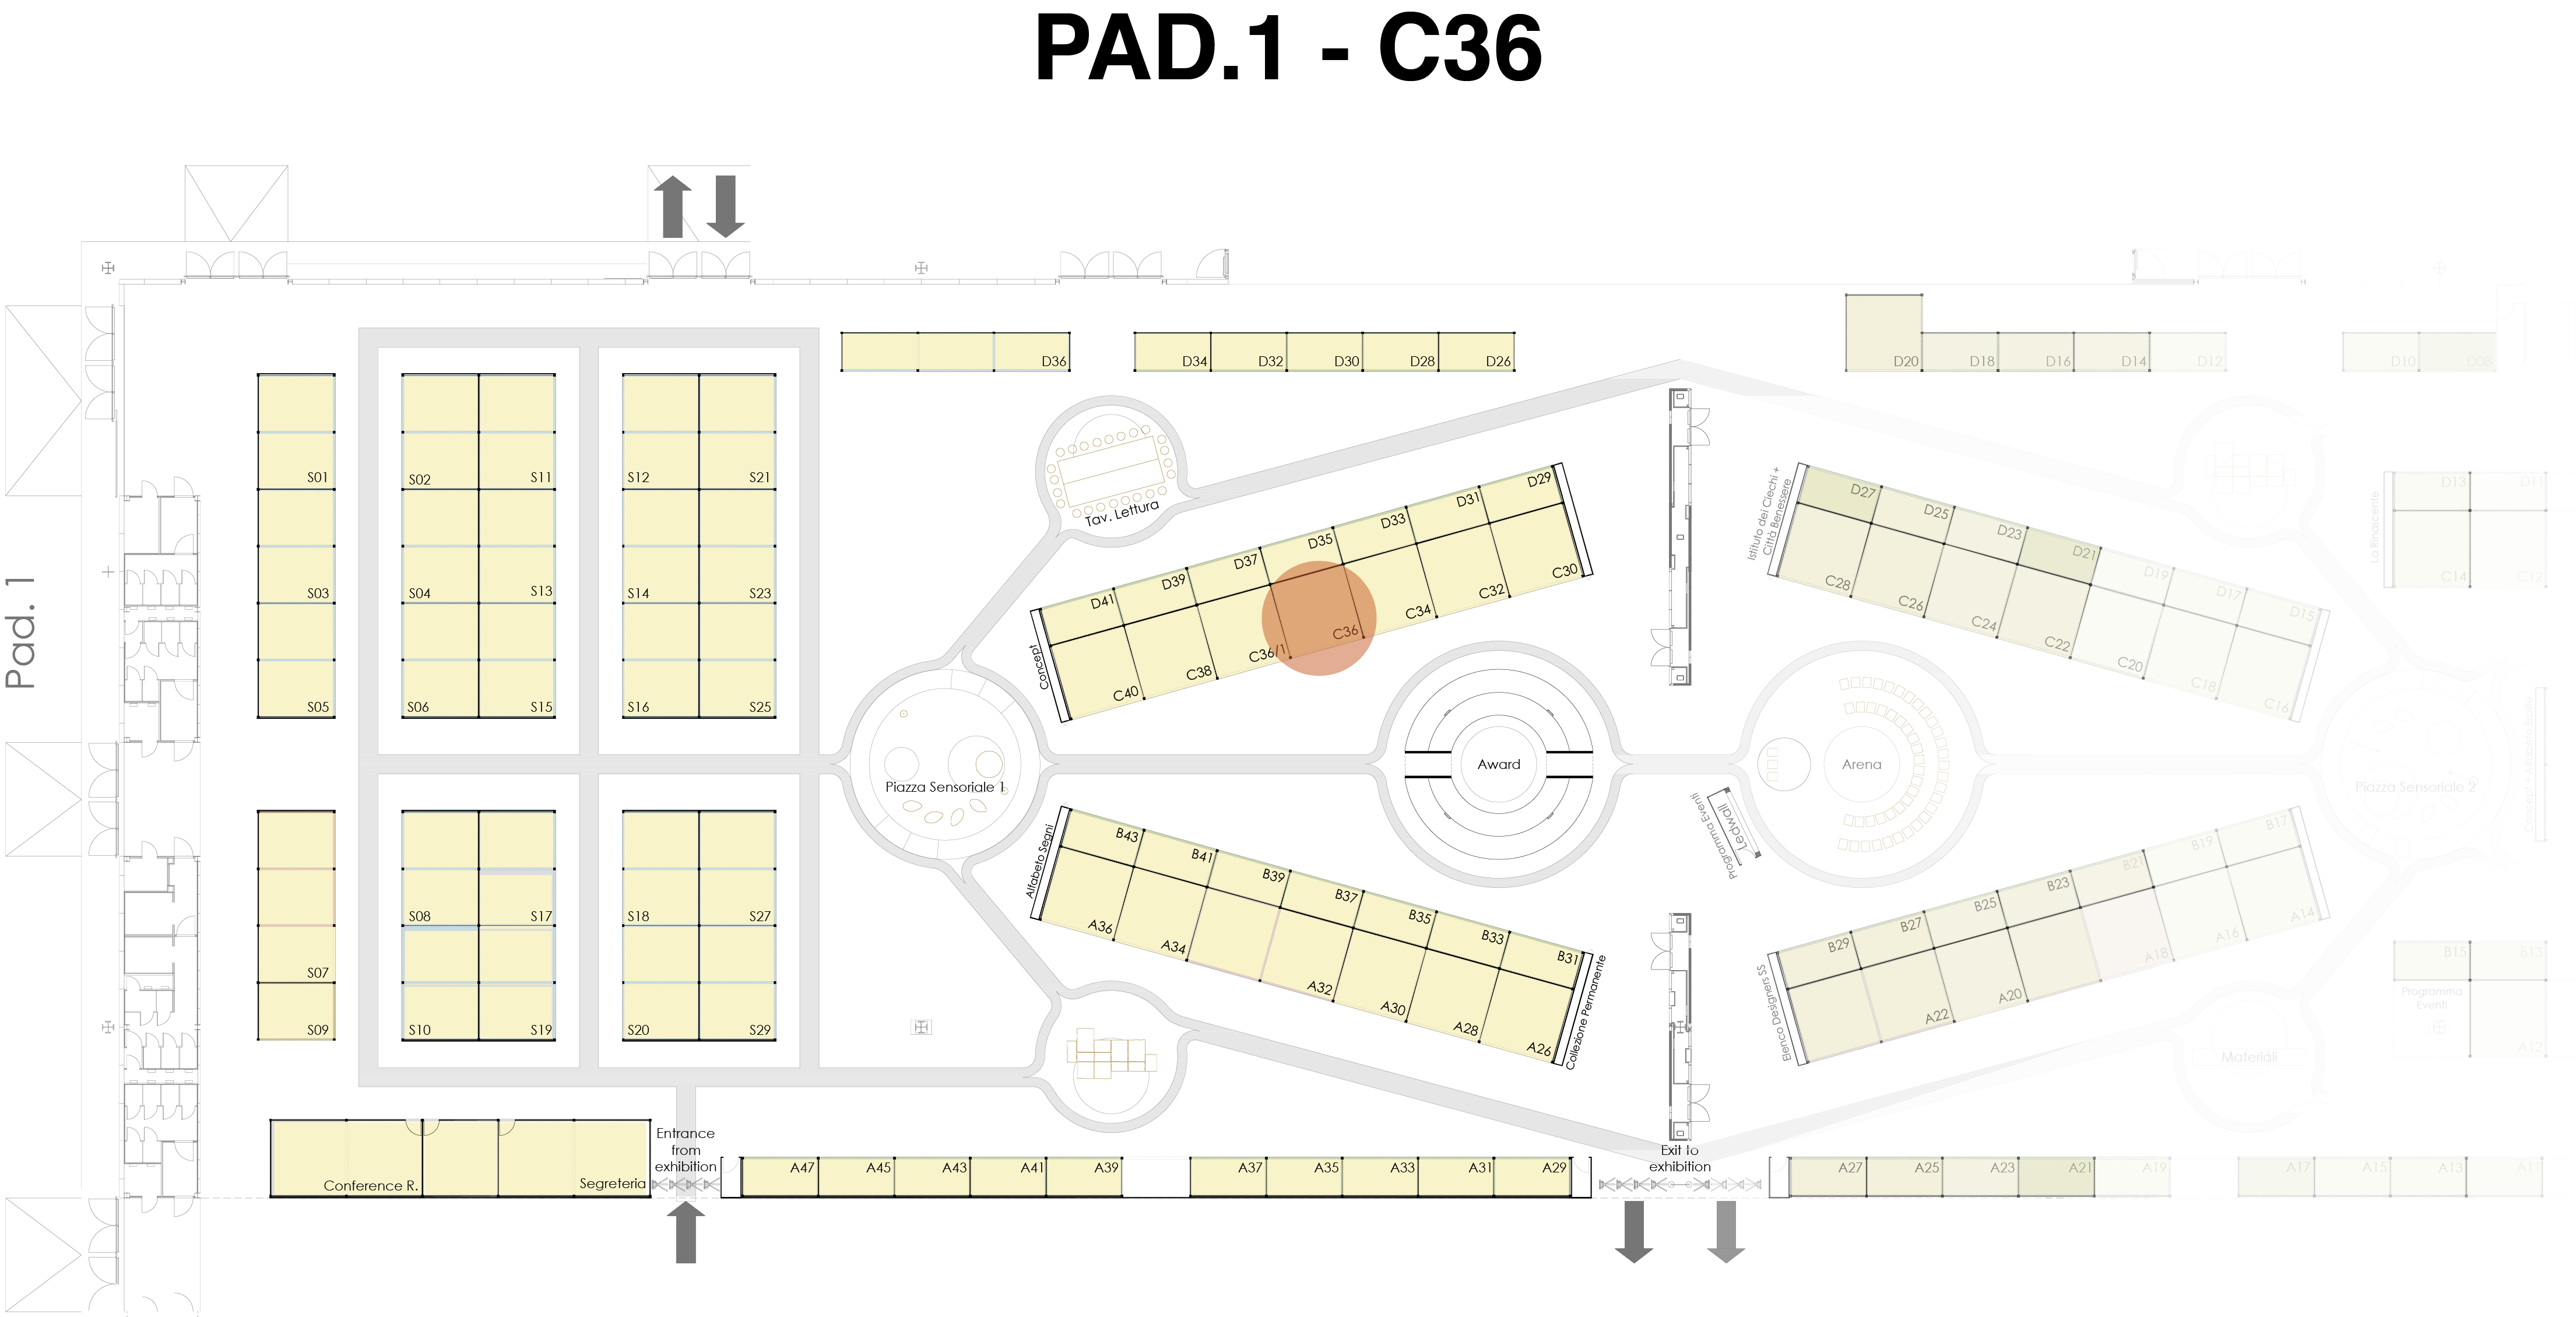 PAD.1 - C36
Pad. 1
D36
D34
D32
D30
D28
D26
D20
D18
D16
D14
D12
D10
D08
S01
S02
S11
S12
S21
S03
S04
S13
S14
S23
S05
S06
S15
S16
S25
Tav. Lettura
D41
D39
D37
D35
D33
D31
D29
Concept
C40
C38
C36/1
C36
C34
C32
C30
Istituto dei Ciechi +
Città Benessere
D27
D25
D23
D21
D19
D17
D15
C28
C26
C24
C22
C20
C18
C16
La Rinascente
D13
D11
C14
C12
Piazza Sensoriale 1
Award
Arena
Piazza Sensoriale 2
Programma Eventi
Ledwall
S08
S17
S18
S27
S07
S09
S10
S19
S20
S29
Alfabeto Segni
B43
B41
B39
B37
B35
B33
B31
A36
A34
A32
A30
A28
A26
Collezione Permanente
Elenco Designers SS
B29
B27
B25
B23
B21
B19
B17
A22
A20
A18
A16
A14
B15
B13
Programma
Eventi
A12
Materiali
Conference R.
Segreteria
Entrance
from
exhibition
A47
A45
A43
A41
A39
A37
A35
A33
A31
A29
Exit to
exhibition
A27
A25
A23
A21
A19
A17
A15
A13
A11